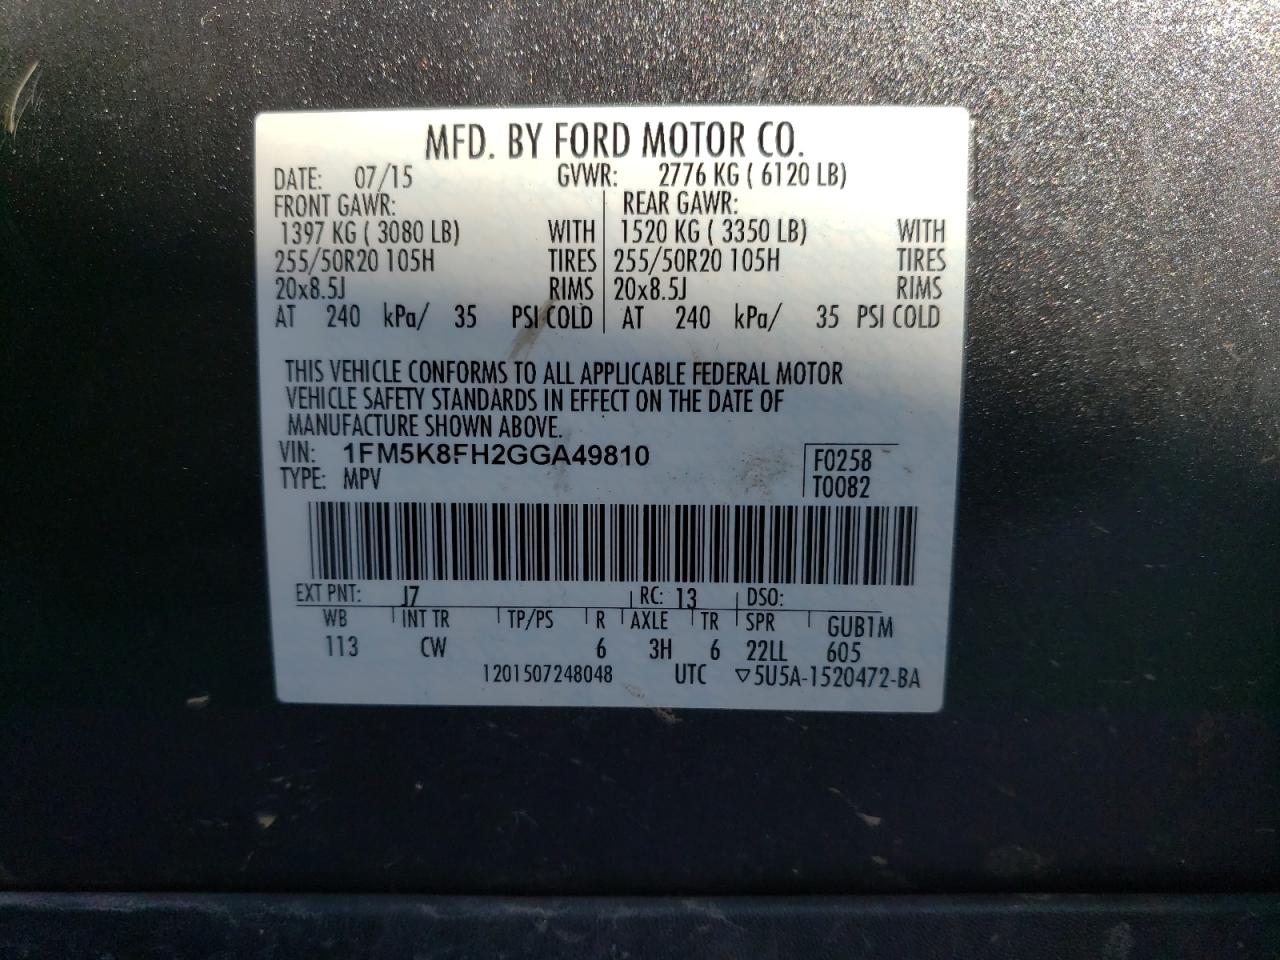 MFD. BY FORD MOTOR CO.
DATE: 07/15 GVWR: 2776 KG ( 6120 LB)
FRONT GAWR: REAR GAWR:
1397 KG ( 3080 LB) WITH 1520 KG ( 3350 LB) WITH
255/50R20 105H TIRES 255/50R20 105H TIRES
20x8.5J RIMS 20x8.5J RIMS
AT 240 kPa/ 35 PSI COLD AT 240 kPa/ 35 PSI COLD
THIS VEHICLE CONFORMS TO ALL APPLICABLE FEDERAL MOTOR
VEHICLE SAFETY STANDARDS IN EFFECT ON THE DATE OF
MANUFACTURE SHOWN ABOVE.
VIN: 1FM5K8FH2GGA49810 F0258
TYPE: MPV T0082
EXT PNT: J7 RC: 13 DSO:
WB INT TR TP/PS R AXLE TR SPR GUB1M
113 CW 6 3H 6 22LL 605
1201507248048 UTC ▽5U5A-1520472-BA